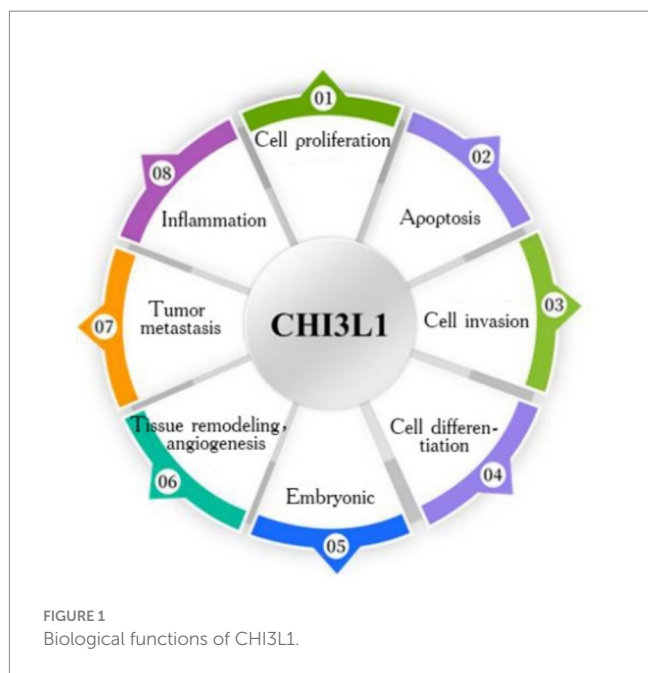 01
Cell proliferation
02
Apoptosis
03
Cell invasion
04
Cell differen-
tiation
05
Embryonic
06
Tissue remodeling,
angiogenesis
07
Tumor
metastasis
08
Inflammation
CHI3L1
FIGURE 1
Biological functions of CHI3L1.